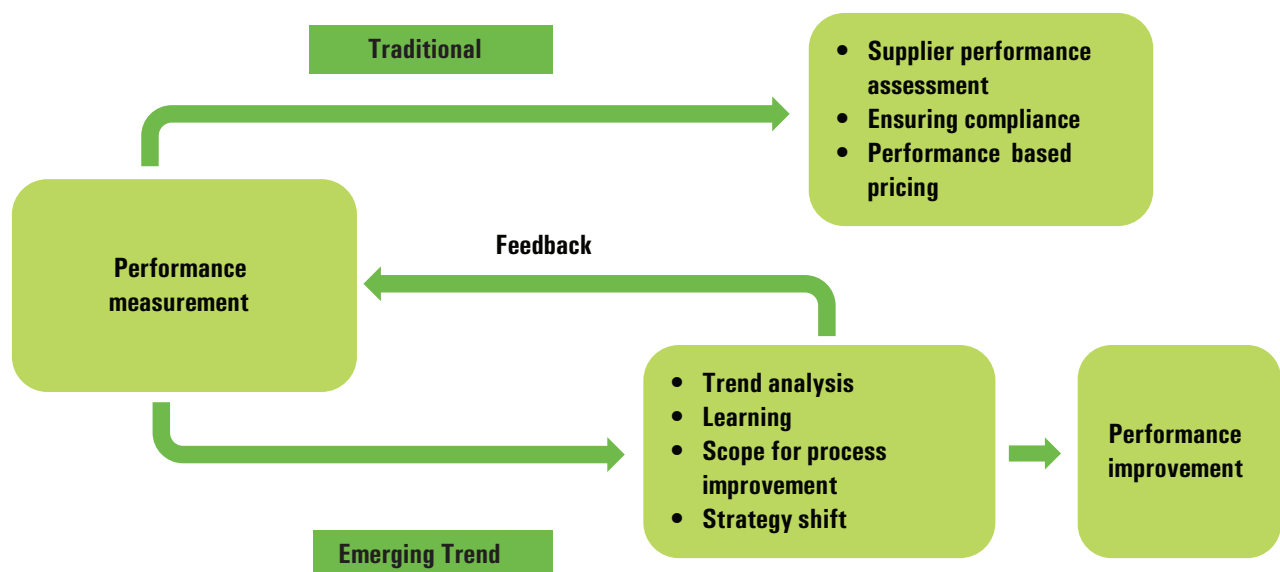 Traditional
• Supplier performance
assessment
• Ensuring compliance
• Performance based
pricing
Performance
measurement
Feedback
• Trend analysis
• Learning
• Scope for process
improvement
• Strategy shift
Performance
improvement
Emerging Trend